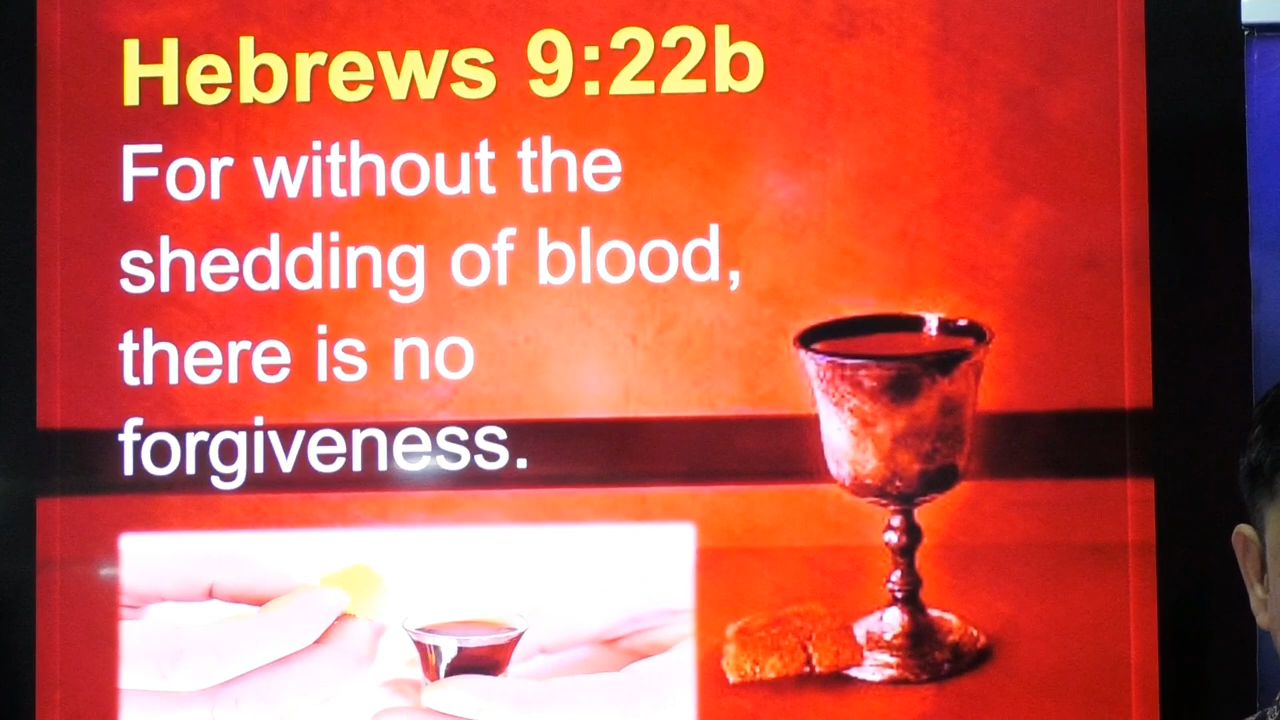 Hebrews 9:22b
For without the
shedding of blood,
there is no
forgiveness.